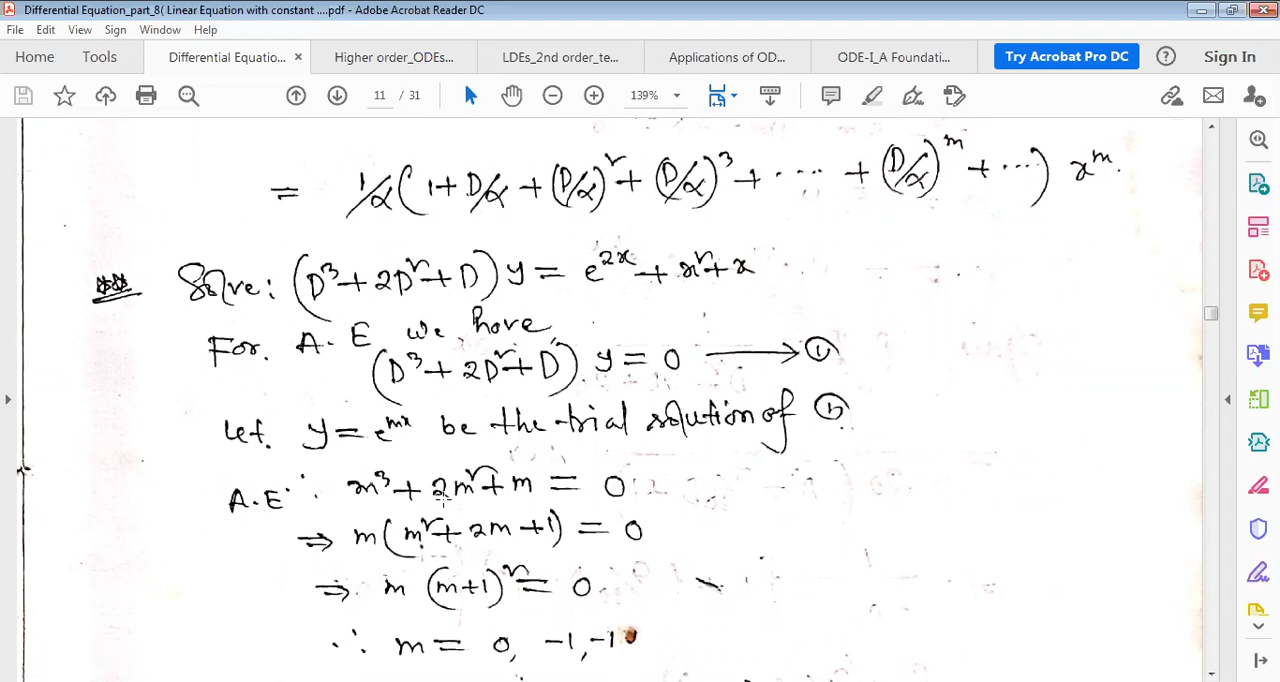 Differential Equation_part_8( Linear Equation with constant ....pdf - Adobe Acrobat Reader DC
File Edit View Sign Window Help
Home Tools Differential Equatio... × Higher order_ODEs... LDEs_2nd order_te... Applications of OD... ODE-I_A Foundati... Try Acrobat Pro DC Sign In
11 / 31 139%
= 1/α (1 + D/α + (D/α)² + (D/α)³ + ···· + (D/α)^m + ···) x^m.
Solve: (D³ + 2D² + D) y = e^{2x} + x² + x
For A.E we have,
(D³ + 2D² + D) y = 0 → ①
Let. y = e^{mx} be the trial solution of ①.
A.E ∴ m³ + 2m² + m = 0
⇒ m(m² + 2m + 1) = 0
⇒ m (m+1)² = 0
∴ m = 0, -1, -1